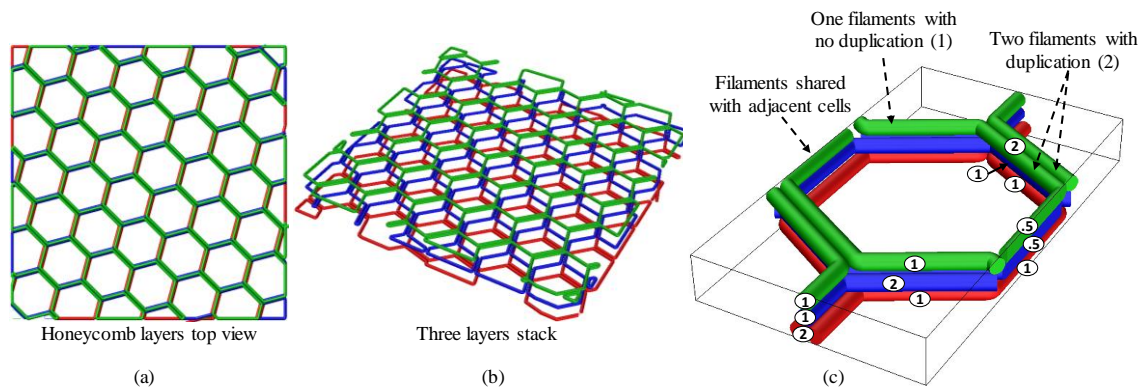 One filaments with
no duplication (1)
Two filaments with
duplication (2)
Filaments shared
with adjacent cells
2
1
1
.5
.5
1
1
2
1
1
1
2
Honeycomb layers top view
Three layers stack
(a)
(b)
(c)